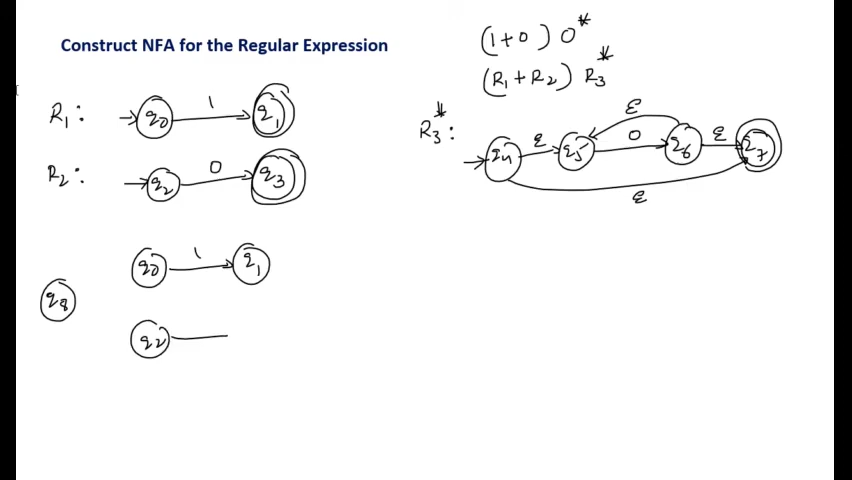 Construct NFA for the Regular Expression
(1+0) 0*
(R1 + R2) R3*
R1: q0 1 q1
R2: q2 0 q3
R3*: q4 ε q5 0 q6 ε q7
ε
ε
q0 1 q1
q8
q2